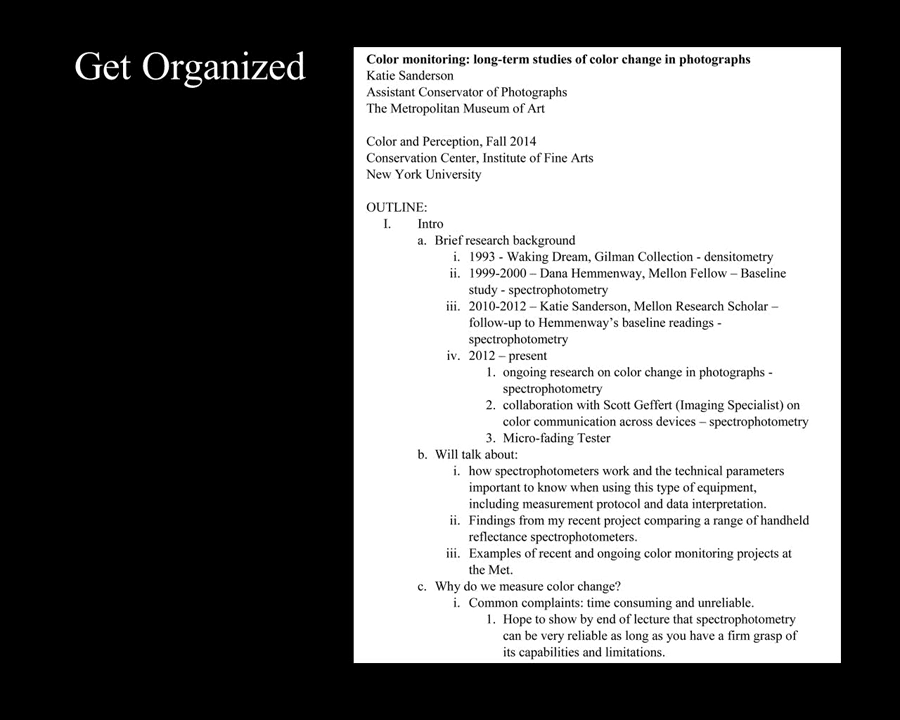 Get Organized
Color monitoring: long-term studies of color change in photographs
Katie Sanderson
Assistant Conservator of Photographs
The Metropolitan Museum of Art
Color and Perception, Fall 2014
Conservation Center, Institute of Fine Arts
New York University
OUTLINE:
I. Intro
a. Brief research background
i. 1993 - Waking Dream, Gilman Collection - densitometry
ii. 1999-2000 – Dana Hemmenway, Mellon Fellow – Baseline
study - spectrophotometry
iii. 2010-2012 – Katie Sanderson, Mellon Research Scholar –
follow-up to Hemmenway’s baseline readings -
spectrophotometry
iv. 2012 – present
1. ongoing research on color change in photographs -
spectrophotometry
2. collaboration with Scott Geffert (Imaging Specialist) on
color communication across devices – spectrophotometry
3. Micro-fading Tester
b. Will talk about:
i. how spectrophotometers work and the technical parameters
important to know when using this type of equipment,
including measurement protocol and data interpretation.
ii. Findings from my recent project comparing a range of handheld
reflectance spectrophotometers.
iii. Examples of recent and ongoing color monitoring projects at
the Met.
c. Why do we measure color change?
i. Common complaints: time consuming and unreliable.
1. Hope to show by end of lecture that spectrophotometry
can be very reliable as long as you have a firm grasp of
its capabilities and limitations.